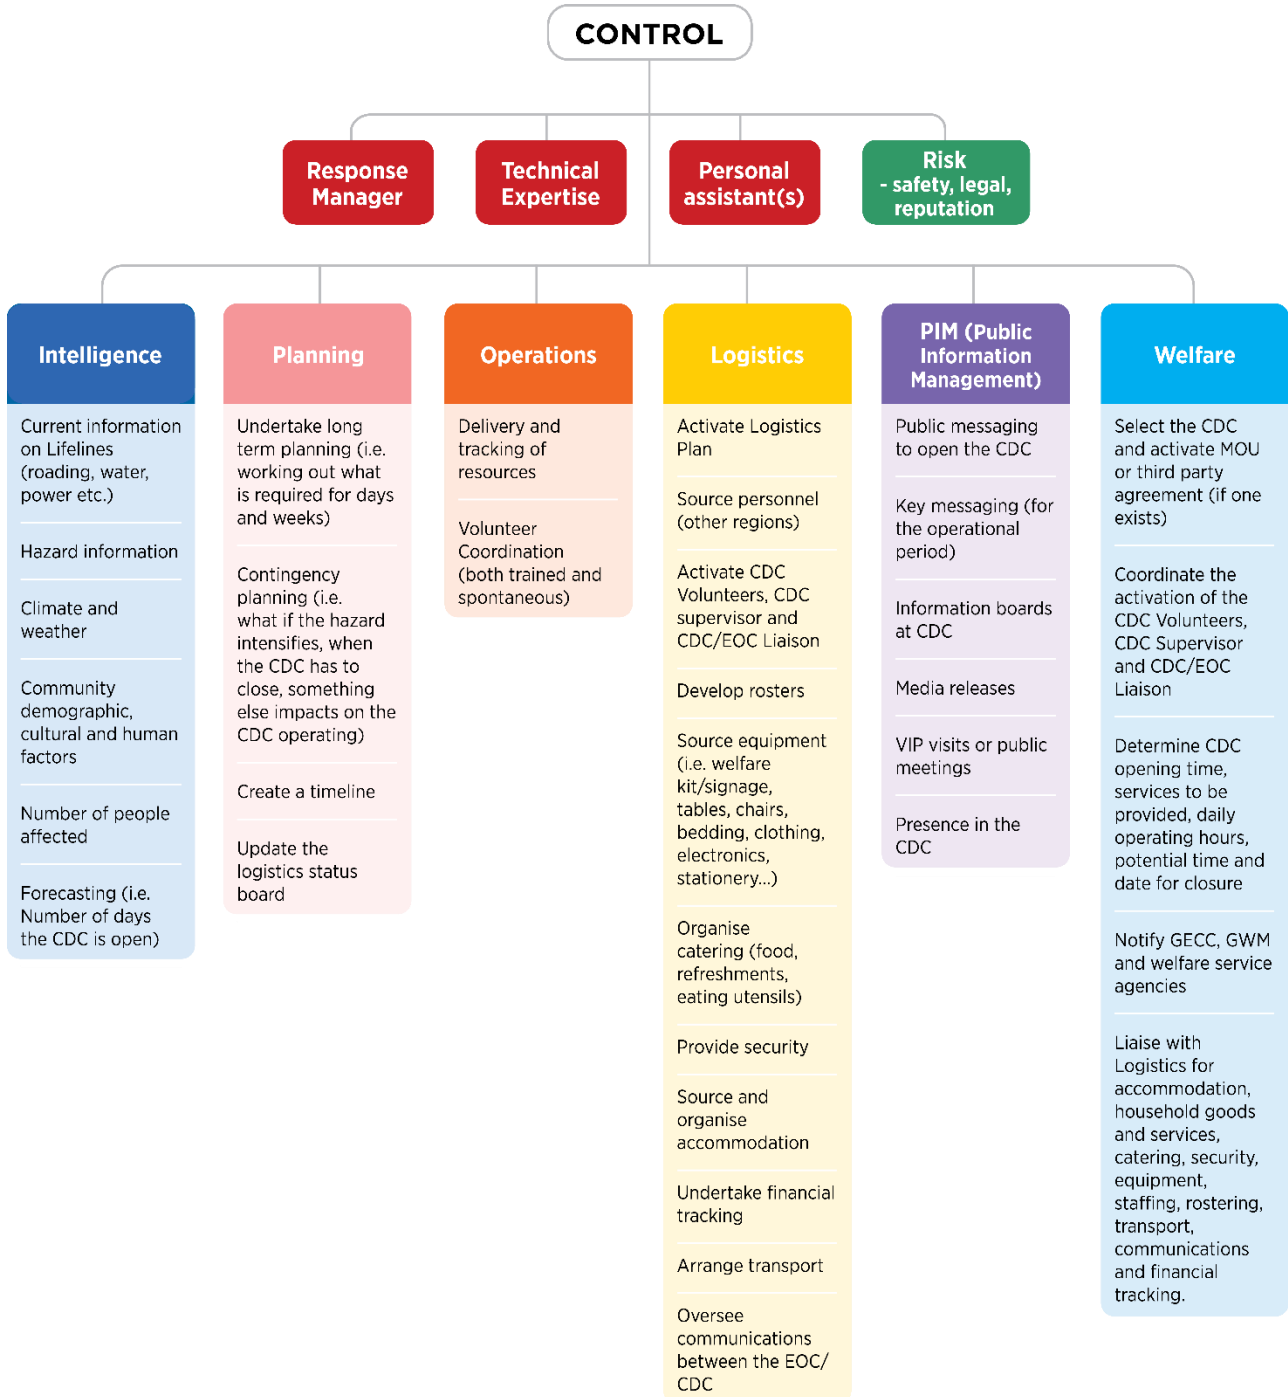 CONTROL
Response
Manager
Technical
Expertise
Personal
assistant(s)
Risk
- safety, legal,
reputation
Intelligence
Current information
on Lifelines
(roading, water,
power etc.)
Hazard information
Climate and
weather
Community
demographic,
cultural and human
factors
Number of people
affected
Forecasting (i.e.
Number of days
the CDC is open)
Planning
Undertake long
term planning (i.e.
working out what
is required for days
and weeks)
Contingency
planning (i.e.
what if the hazard
intensifies, when
the CDC has to
close, something
else impacts on the
CDC operating)
Create a timeline
Update the
logistics status
board
Operations
Delivery and
tracking of
resources
Volunteer
Coordination
(both trained and
spontaneous)
Logistics
Activate Logistics
Plan
Source personnel
(other regions)
Activate CDC
Volunteers, CDC
supervisor and
CDC/EOC Liaison
Develop rosters
Source equipment
(i.e. welfare
kit/signage,
tables, chairs,
bedding, clothing,
electronics,
stationery...)
Organise
catering (food,
refreshments,
eating utensils)
Provide security
Source and
organise
accommodation
Undertake financial
tracking
Arrange transport
Oversee
communications
between the EOC/
CDC
PIM (Public
Information
Management)
Public messaging
to open the CDC
Key messaging (for
the operational
period)
Information boards
at CDC
Media releases
VIP visits or public
meetings
Presence in the
CDC
Welfare
Select the CDC
and activate MOU
or third party
agreement (if one
exists)
Coordinate the
activation of the
CDC Volunteers,
CDC Supervisor
and CDC/EOC
Liaison
Determine CDC
opening time,
services to be
provided, daily
operating hours,
potential time and
date for closure
Notify GECC, GWM
and welfare service
agencies
Liaise with
Logistics for
accommodation,
household goods
and services,
catering, security,
equipment,
staffing, rostering,
transport,
communications
and financial
tracking.